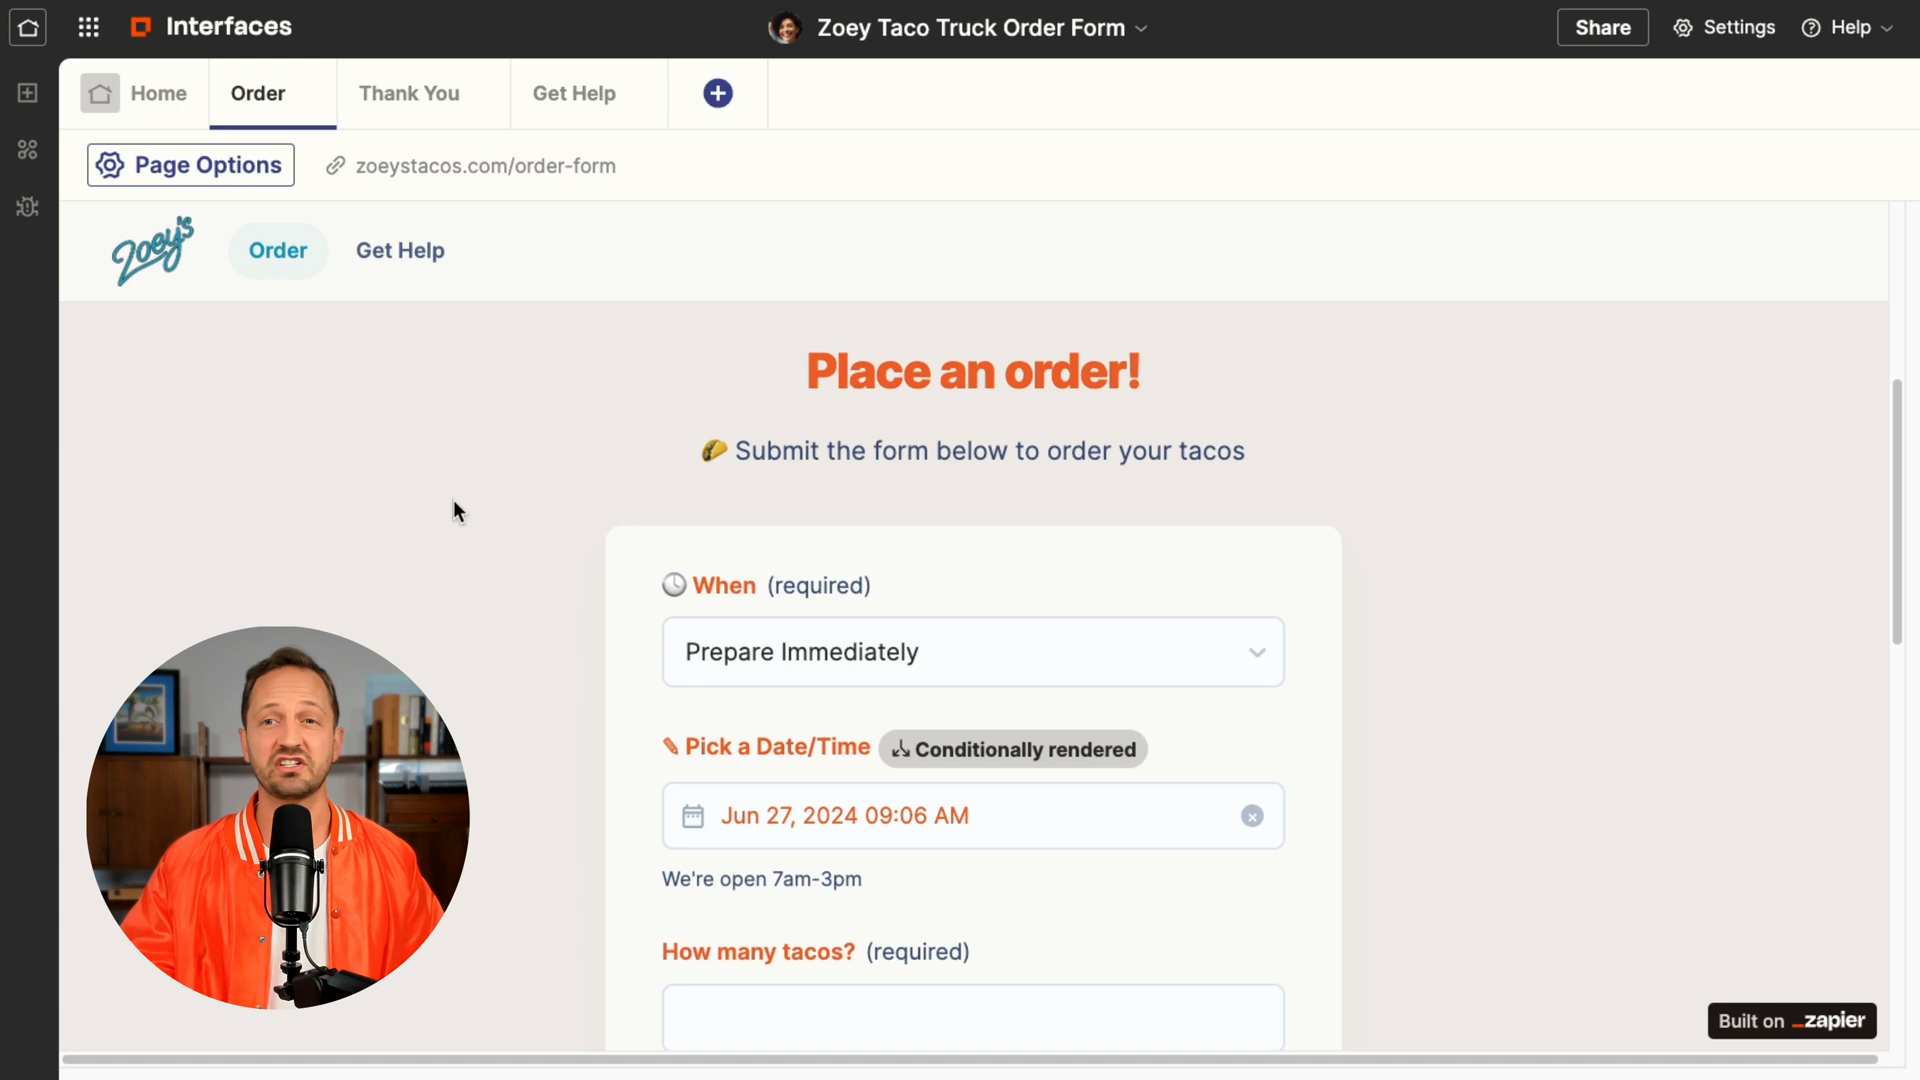 Interfaces
Zoey Taco Truck Order Form
Share
Settings
Help
Home
Order
Thank You
Get Help
Page Options
zoeystacos.com/order-form
Zoey's
Order
Get Help
Place an order!
Submit the form below to order your tacos
When (required)
Prepare Immediately
Pick a Date/Time
Conditionally rendered
Jun 27, 2024 09:06 AM
We're open 7am-3pm
How many tacos? (required)
Built on _zapier